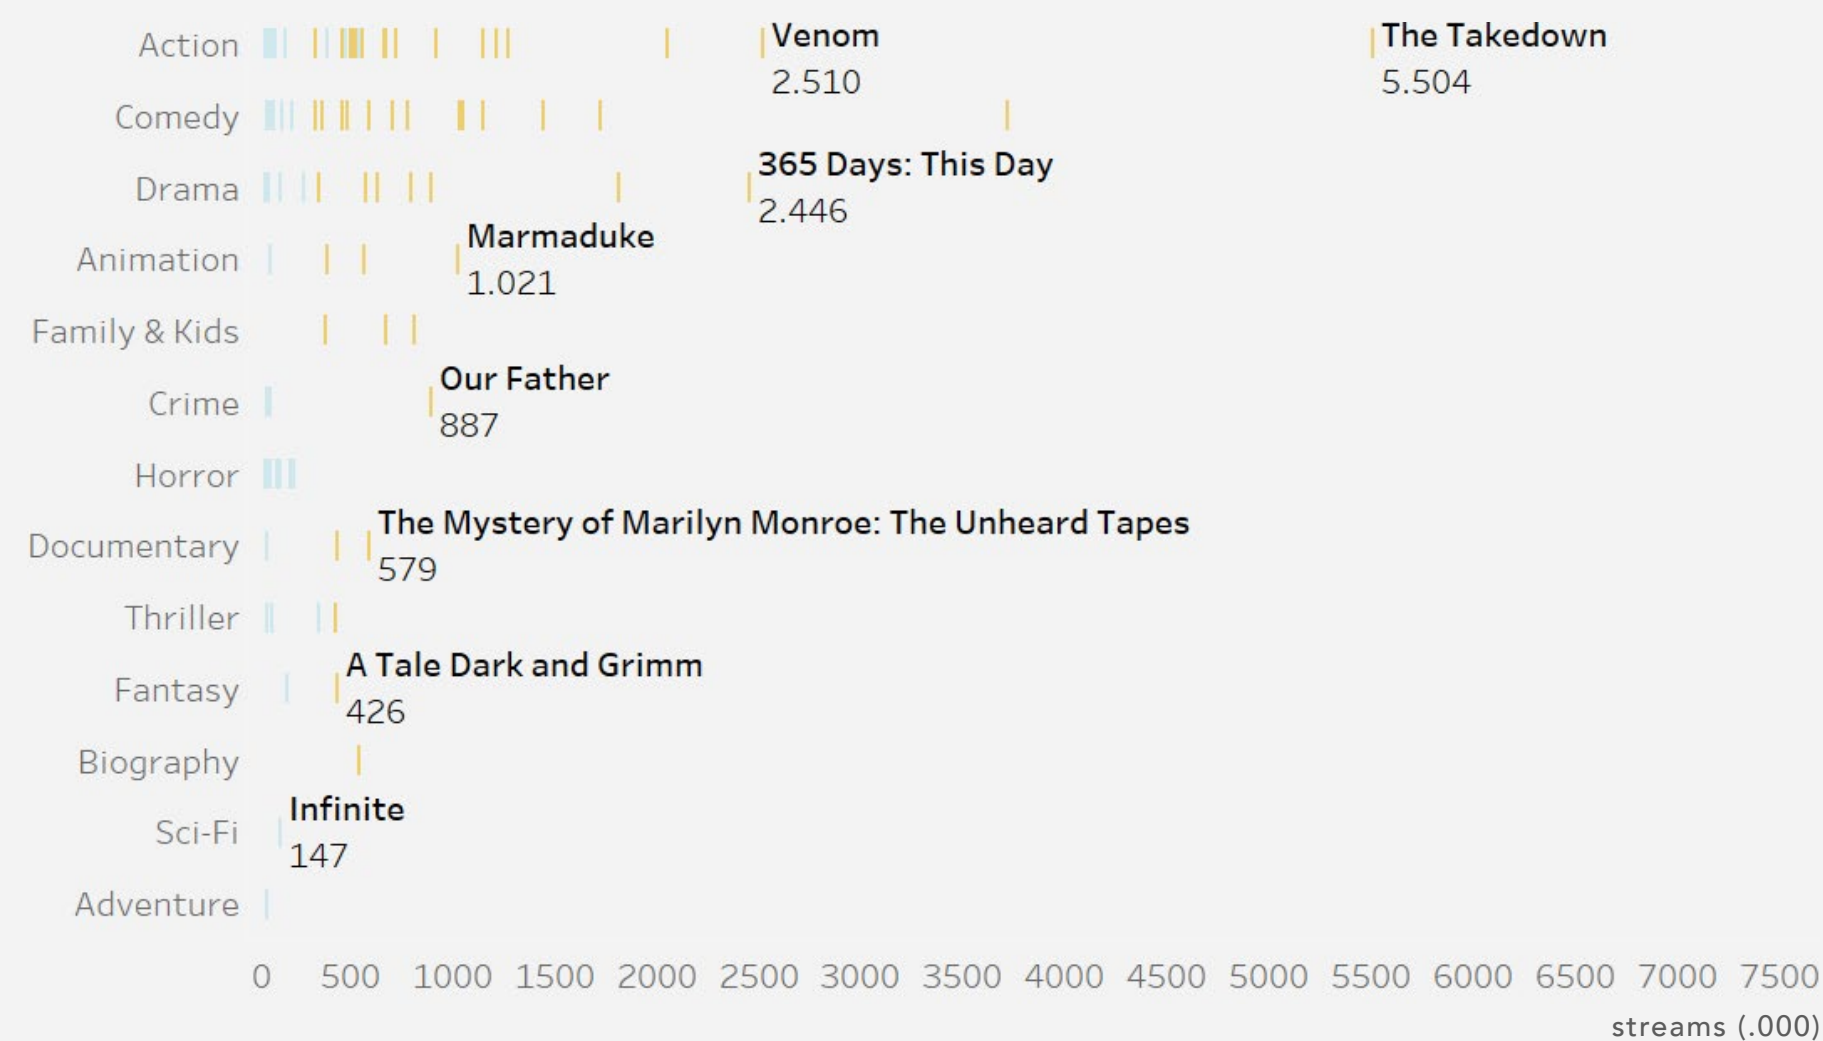 Action
Venom
2.510
The Takedown
5.504
Comedy
Drama
365 Days: This Day
2.446
Animation
Marmaduke
1.021
Family & Kids
Crime
Our Father
887
Horror
Documentary
The Mystery of Marilyn Monroe: The Unheard Tapes
579
Thriller
Fantasy
A Tale Dark and Grimm
426
Biography
Sci-Fi
Infinite
147
Adventure
0 500 1000 1500 2000 2500 3000 3500 4000 4500 5000 5500 6000 6500 7000 7500
streams (.000)